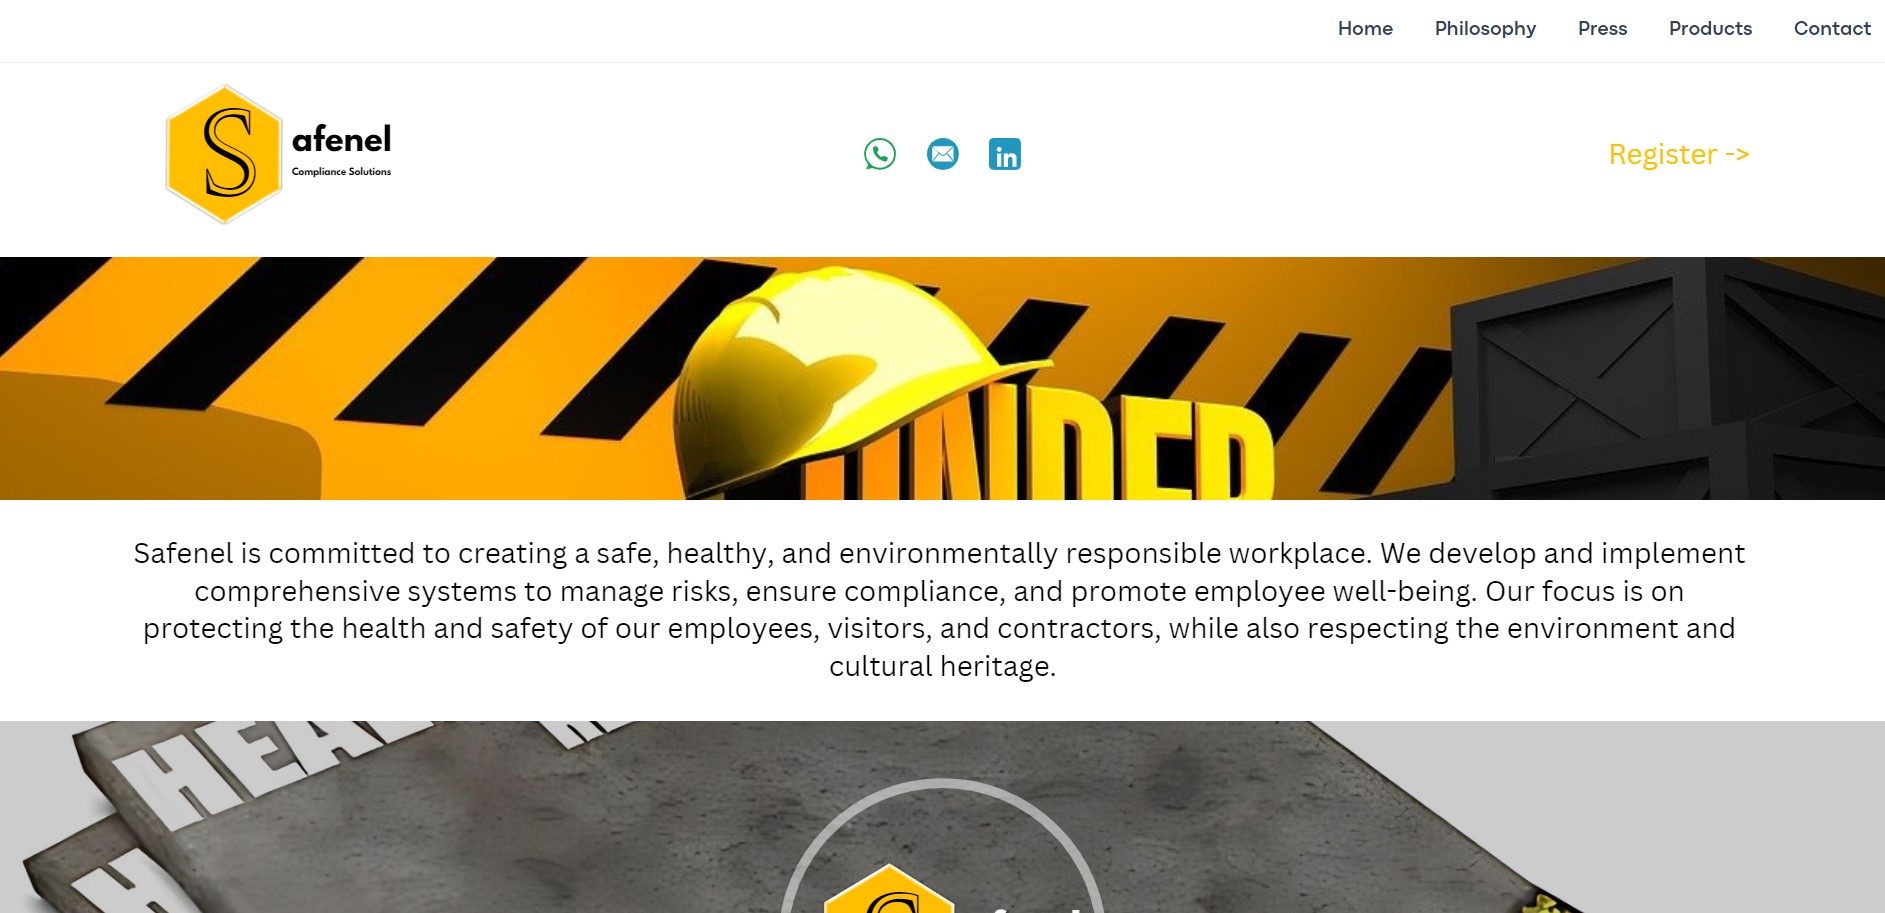 Home Philosophy Press Products Contact
Safenel
Compliance Solutions
Register ->
UNDER
Safenel is committed to creating a safe, healthy, and environmentally responsible workplace. We develop and implement
comprehensive systems to manage risks, ensure compliance, and promote employee well-being. Our focus is on
protecting the health and safety of our employees, visitors, and contractors, while also respecting the environment and
cultural heritage.
HEA
H
S